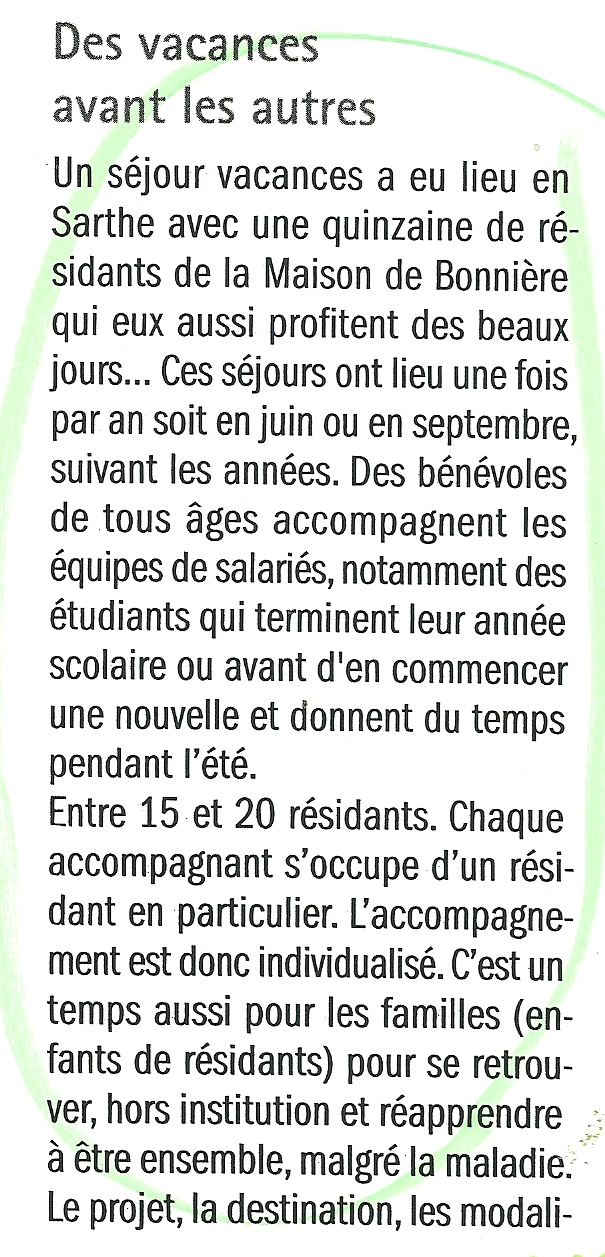 Des vacances
avant les autres
Un séjour vacances a eu lieu en
Sarthe avec une quinzaine de ré-
sidants de la Maison de Bonnière
qui eux aussi profitent des beaux
jours... Ces séjours ont lieu une fois
par an soit en juin ou en septembre,
suivant les années. Des bénévoles
de tous âges accompagnent les
équipes de salariés, notamment des
étudiants qui terminent leur année
scolaire ou avant d'en commencer
une nouvelle et donnent du temps
pendant l'été.
Entre 15 et 20 résidants. Chaque
accompagnant s'occupe d'un rési-
dant en particulier. L'accompagne-
ment est donc individualisé. C'est un
temps aussi pour les familles (en-
fants de résidants) pour se retrou-
ver, hors institution et réapprendre
à être ensemble, malgré la maladie.
Le projet, la destination, les modali-